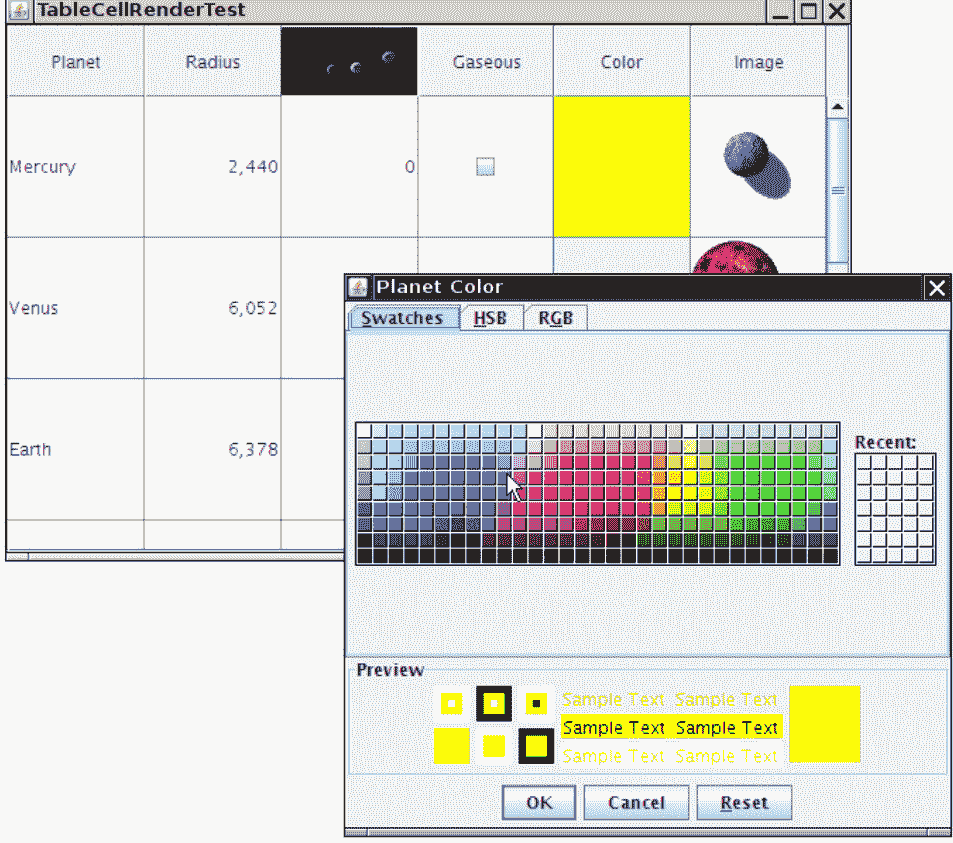 TableCellRenderTest
Planet Radius Gaseous Color Image
Mercury 2,440 0
Venus 6,052
Earth 6,378
Planet Color
Swatches HSB RGB
Recent:
Preview
Sample Text Sample Text
Sample Text Sample Text
Sample Text Sample Text
OK Cancel Reset